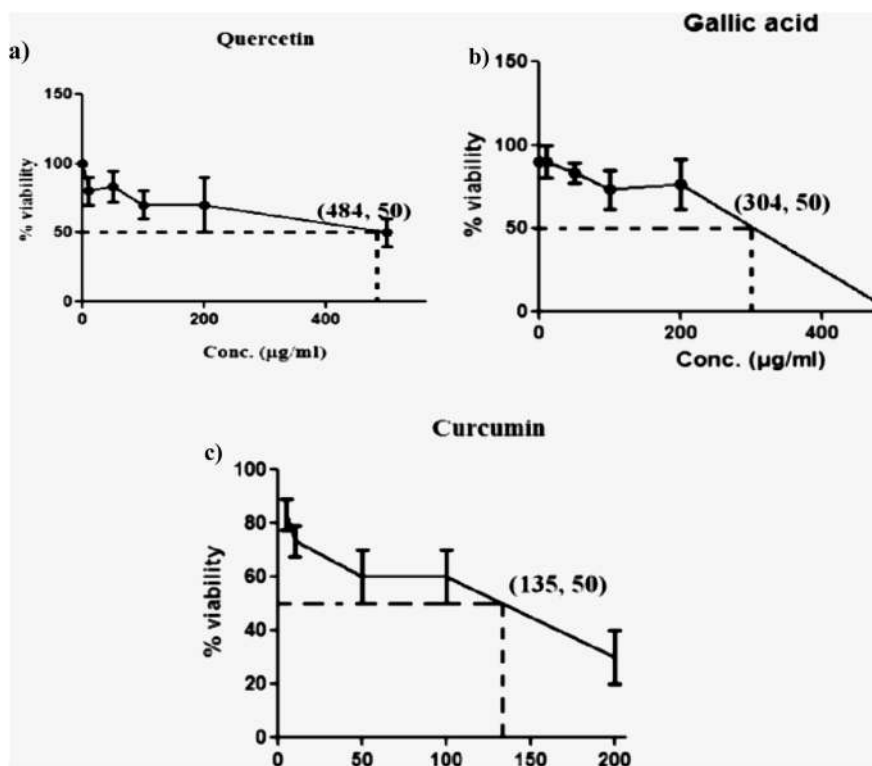 a)
Quercetin
% viability
150
100
50
0
(484, 50)
0 200 400
Conc. (µg/ml)
b)
Gallic acid
% viability
150
100
50
0
(304, 50)
0 200 400
Conc. (µg/ml)
c)
Curcumin
% viability
100
80
60
40
20
0
(135, 50)
0 50 100 150 200